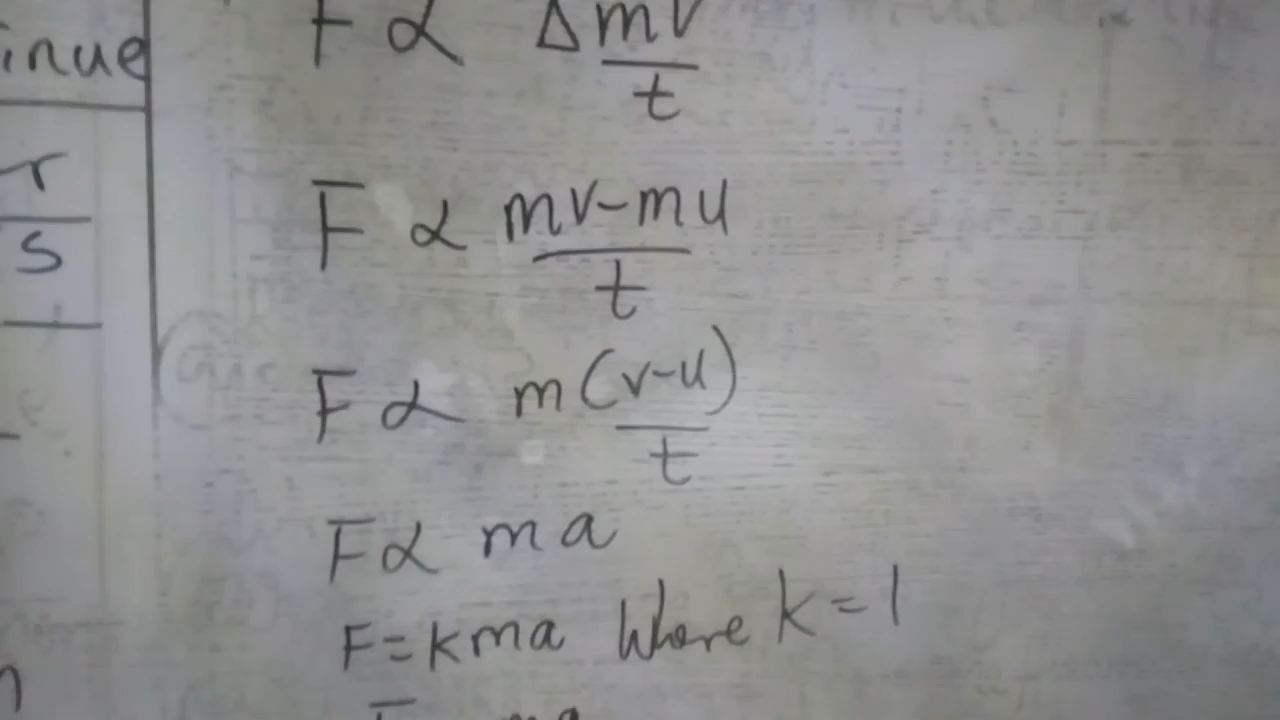 inue
r
s
F ∝ Δmv
t
F ∝ mv-mu
t
F ∝ m(v-u)
t
F ∝ ma
F=kma Where k=1